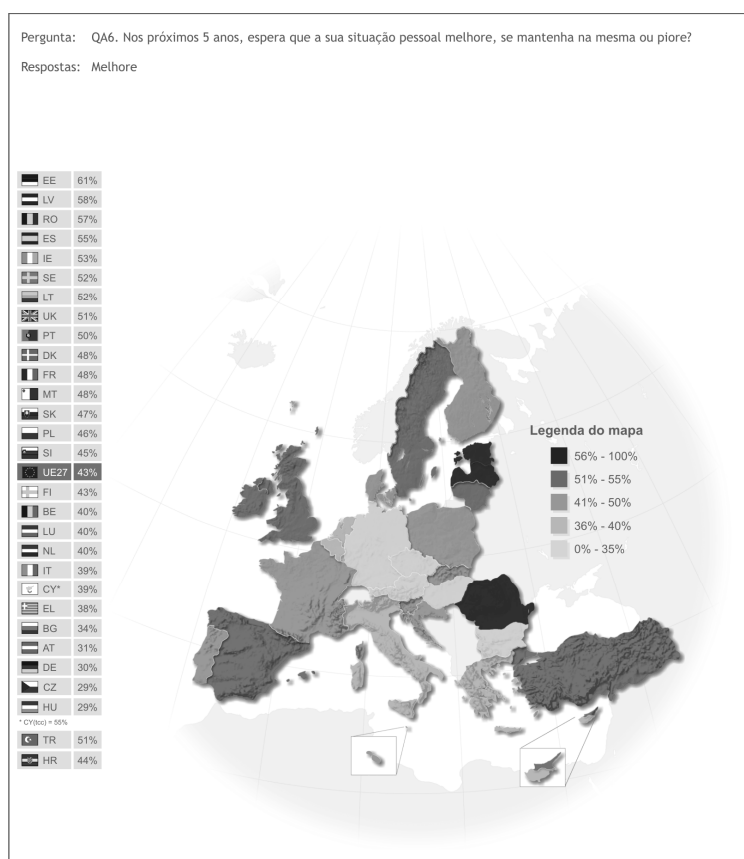 Pergunta: QA6. Nos próximos 5 anos, espera que a sua situação pessoal melhore, se mantenha na mesma ou piore?
Respostas: Melhore
EE 61%
LV 58%
RO 57%
ES 55%
IE 53%
SE 52%
LT 52%
UK 51%
PT 50%
DK 48%
FR 48%
MT 48%
SK 47%
PL 46%
SI 45%
UE27 43%
FI 43%
BE 40%
LU 40%
NL 40%
IT 39%
CY* 39%
EL 38%
BG 34%
AT 31%
DE 30%
CZ 29%
HU 29%
* CY(tcc) = 55%
TR 51%
HR 44%
Legenda do mapa
56% - 100%
51% - 55%
41% - 50%
36% - 40%
0% - 35%